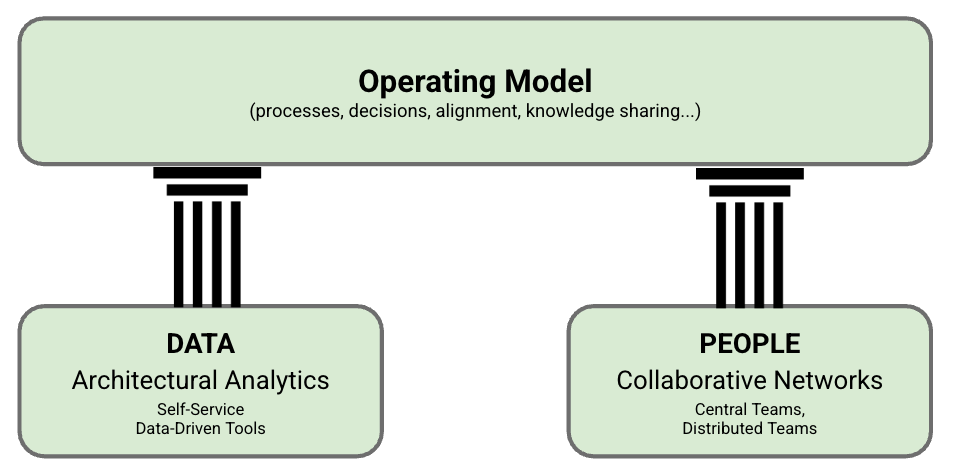 Operating Model
(processes, decisions, alignment, knowledge sharing...)
DATA
Architectural Analytics
Self-Service
Data-Driven Tools
PEOPLE
Collaborative Networks
Central Teams,
Distributed Teams